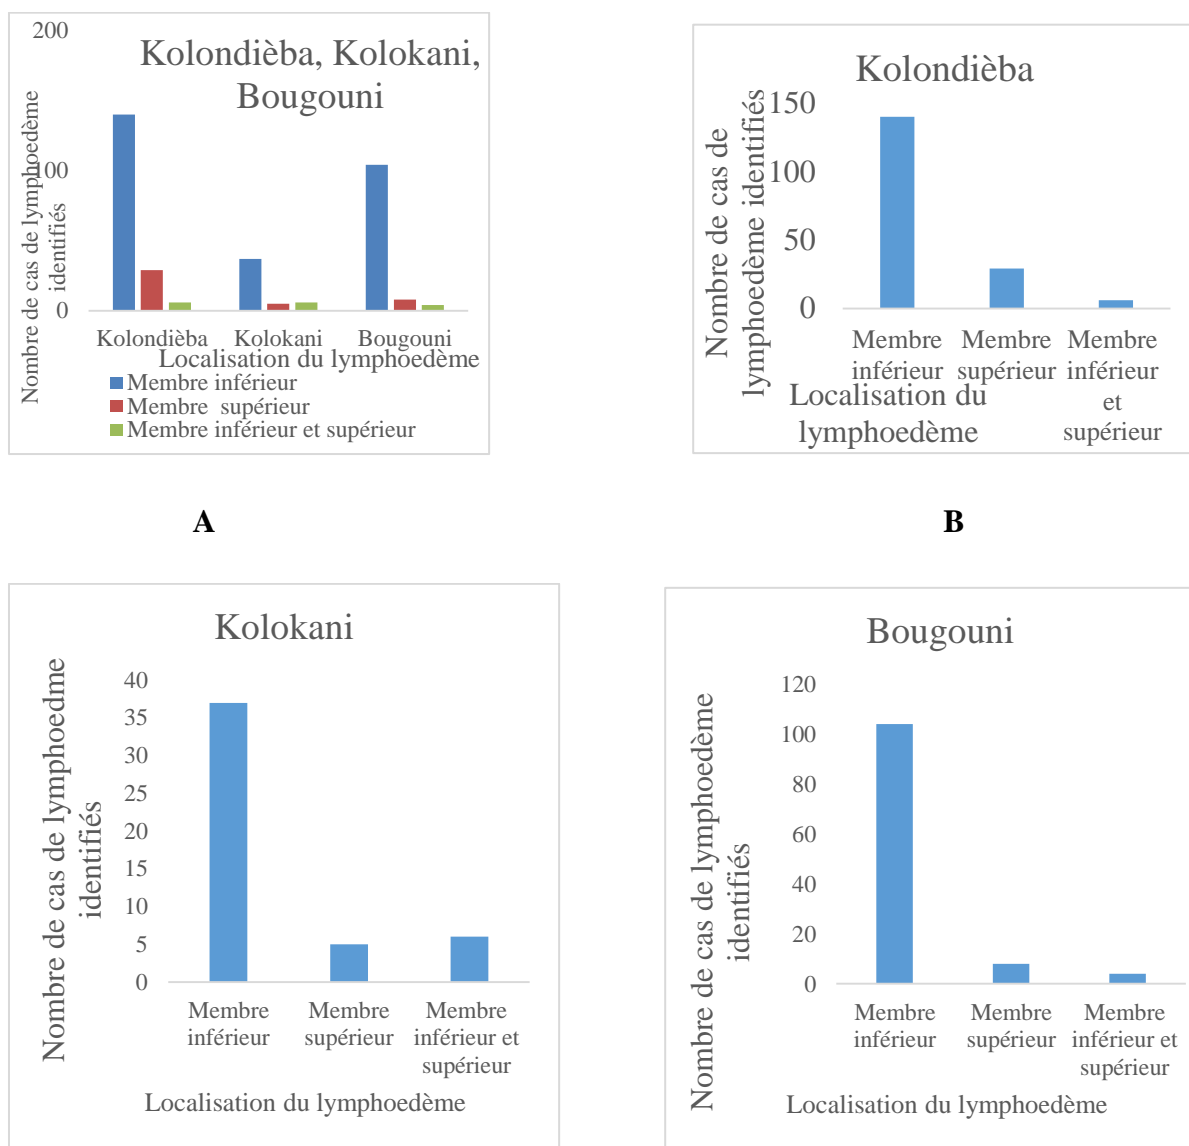 Kolondièba, Kolokani,
Bougouni
Nombre de cas de lymphoedème
identifiés
200
100
0
Kolondièba Kolokani Bougouni
Localisation du lymphoedème
Membre inférieur
Membre supérieur
Membre inférieur et supérieur
A
Kolondièba
Nombre de cas de
lymphoedème identifiés
150
100
50
0
Membre Membre Membre
inférieur supérieur inférieur
et
supérieur
Localisation du
lymphoedème
B
Kolokani
Nombre de cas de lymphoedme
identifiés
40
35
30
25
20
15
10
5
0
Membre Membre Membre
inférieur supérieur inférieur et
supérieur
Localisation du lymphoedème
Bougouni
Nombre de cas de lymphoedème
identifiés
120
100
80
60
40
20
0
Membre Membre Membre
inférieur supérieur inférieur et
supérieur
Localisation du lymphoedème